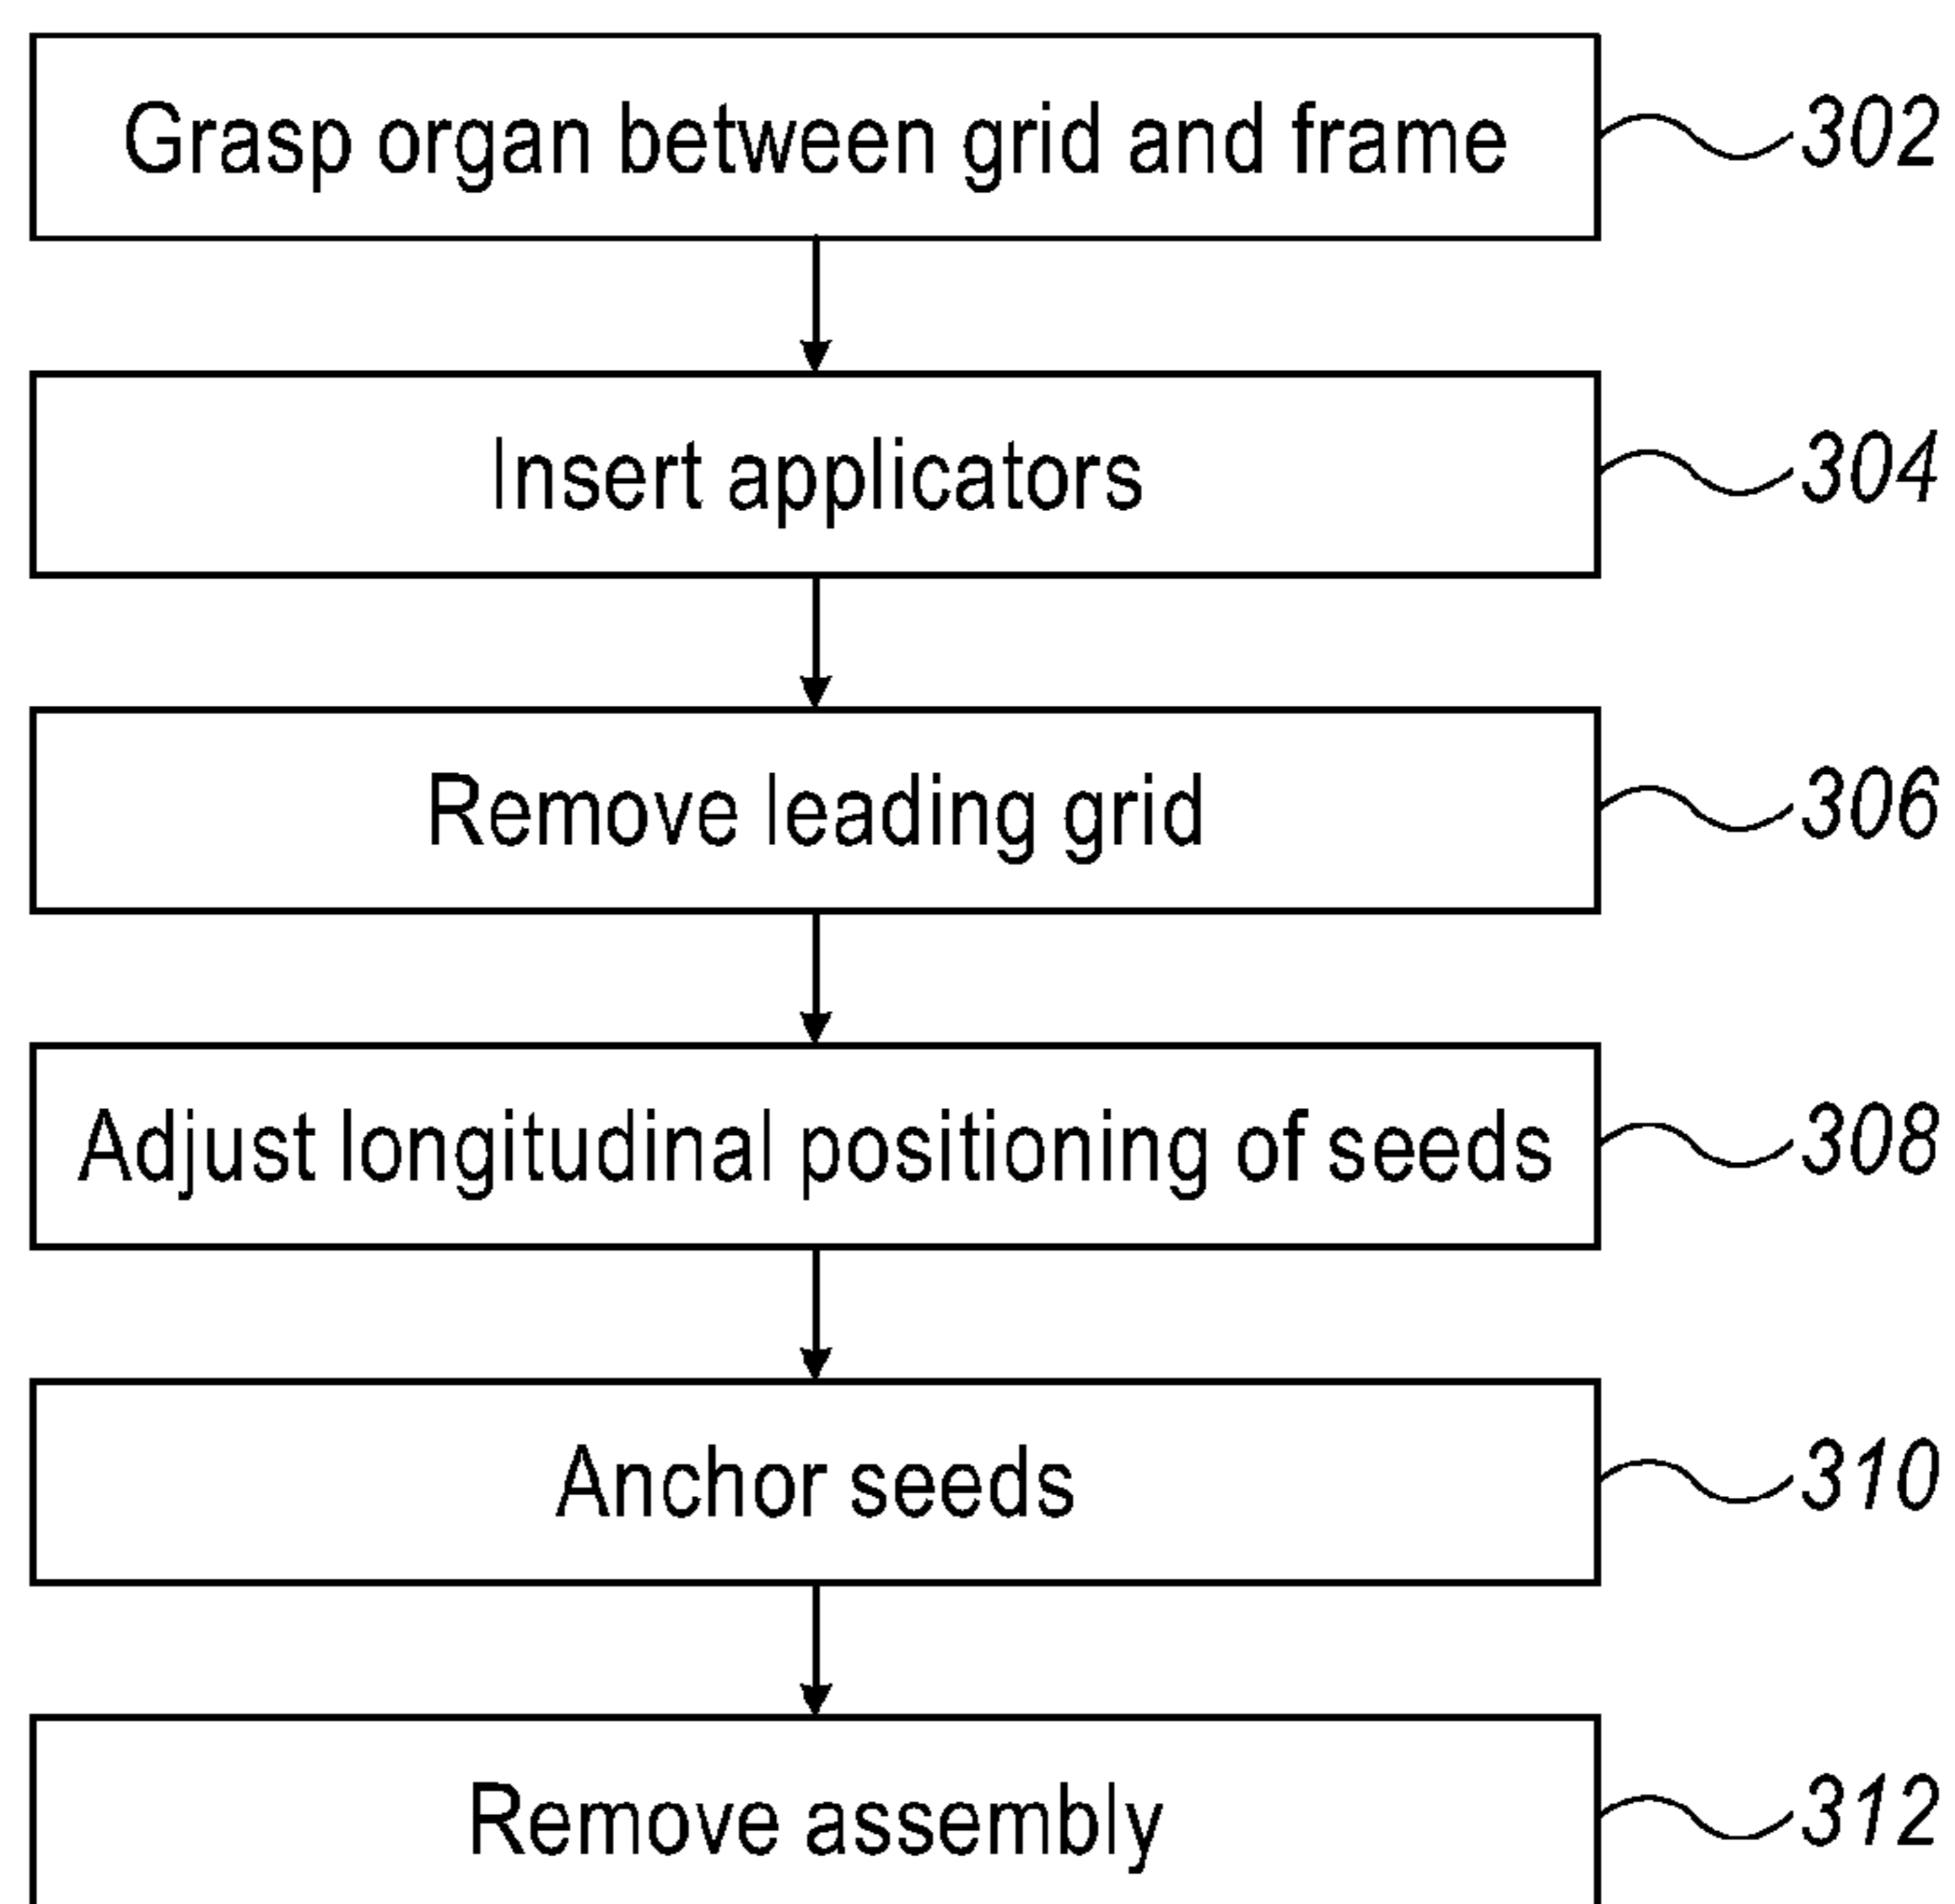 Grasp organ between grid and frame 302
Insert applicators 304
Remove leading grid 306
Adjust longitudinal positioning of seeds 308
Anchor seeds 310
Remove assembly 312